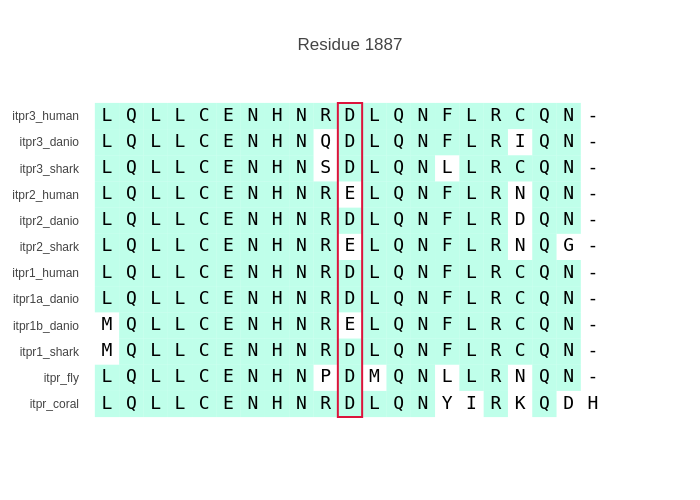 Residue 1887
itpr3_human L Q L L C E N H N R D L Q N F L R C Q N -
itpr3_danio L Q L L C E N H N Q D L Q N F L R I Q N -
itpr3_shark L Q L L C E N H N S D L Q N L L R C Q N -
itpr2_human L Q L L C E N H N R E L Q N F L R N Q N -
itpr2_danio L Q L L C E N H N R D L Q N F L R D Q N -
itpr2_shark L Q L L C E N H N R E L Q N F L R N Q G -
itpr1_human L Q L L C E N H N R D L Q N F L R C Q N -
itpr1a_danio L Q L L C E N H N R D L Q N F L R C Q N -
itpr1b_danio M Q L L C E N H N R E L Q N F L R C Q N -
itpr1_shark M Q L L C E N H N R D L Q N F L R C Q N -
itpr_fly L Q L L C E N H N P D M Q N L L R N Q N -
itpr_coral L Q L L C E N H N R D L Q N Y I R K Q D H